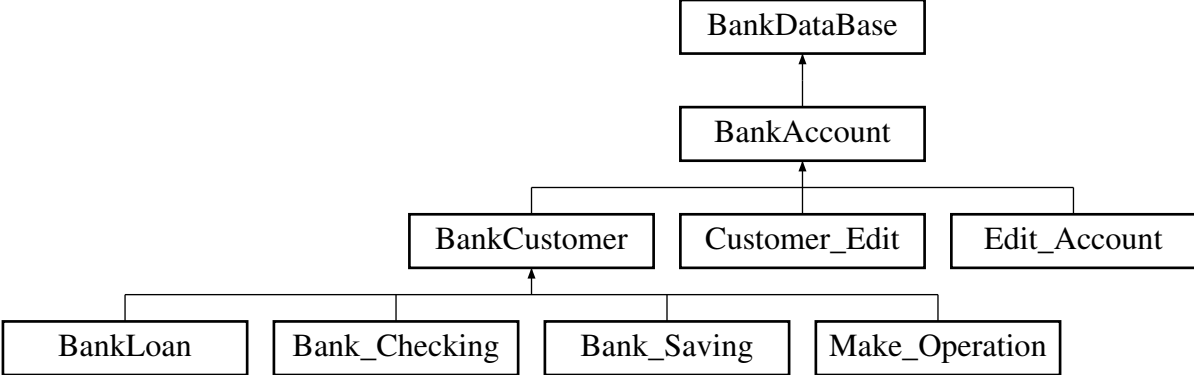 BankDataBase
BankAccount
BankCustomer
Customer_Edit
Edit_Account
BankLoan
Bank_Checking
Bank_Saving
Make_Operation